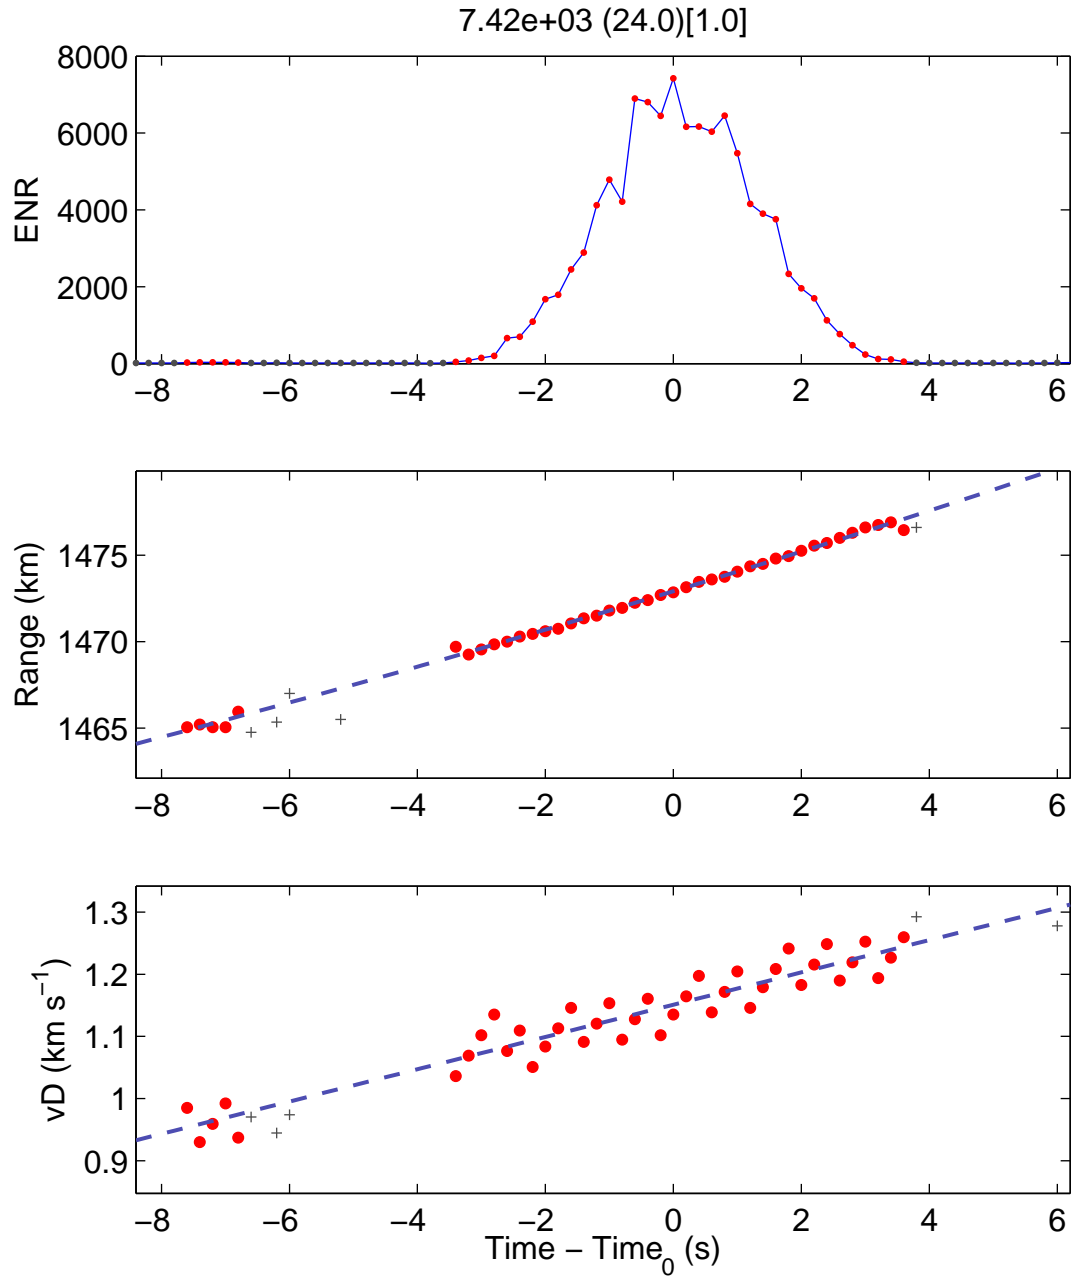 7.42e+03 (24.0)[1.0]
8000
6000
4000
2000
0
ENR
−8 −6 −4 −2 0 2 4 6
1475
1470
1465
Range (km)
−8 −6 −4 −2 0 2 4 6
1.3
1.2
1.1
1
0.9
vD (km s⁻¹)
−8 −6 −4 −2 0 2 4 6
Time − Time₀ (s)